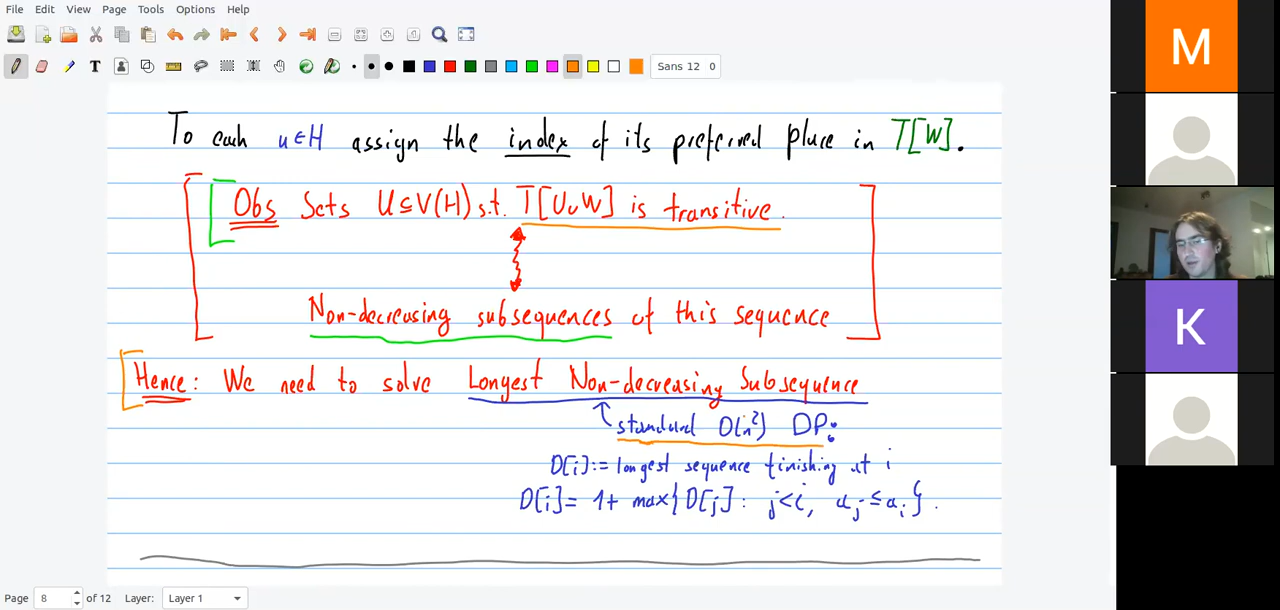 File Edit View Page Tools Options Help
Sans 12 0
To each u∈H assign the index of its preferred place in T[W].
Obs Sets U⊆V(H) s.t. T[U∪W] is transitive.
Non-decreasing subsequences of this sequence
Hence: We need to solve Longest Non-decreasing Subsequence
standard O(n²) DP:
D[i]:= longest sequence finishing at i
D[i]= 1+ max{D[j]: j<i, a_j≤a_i}.
Page 8 of 12 Layer: Layer 1
M
K